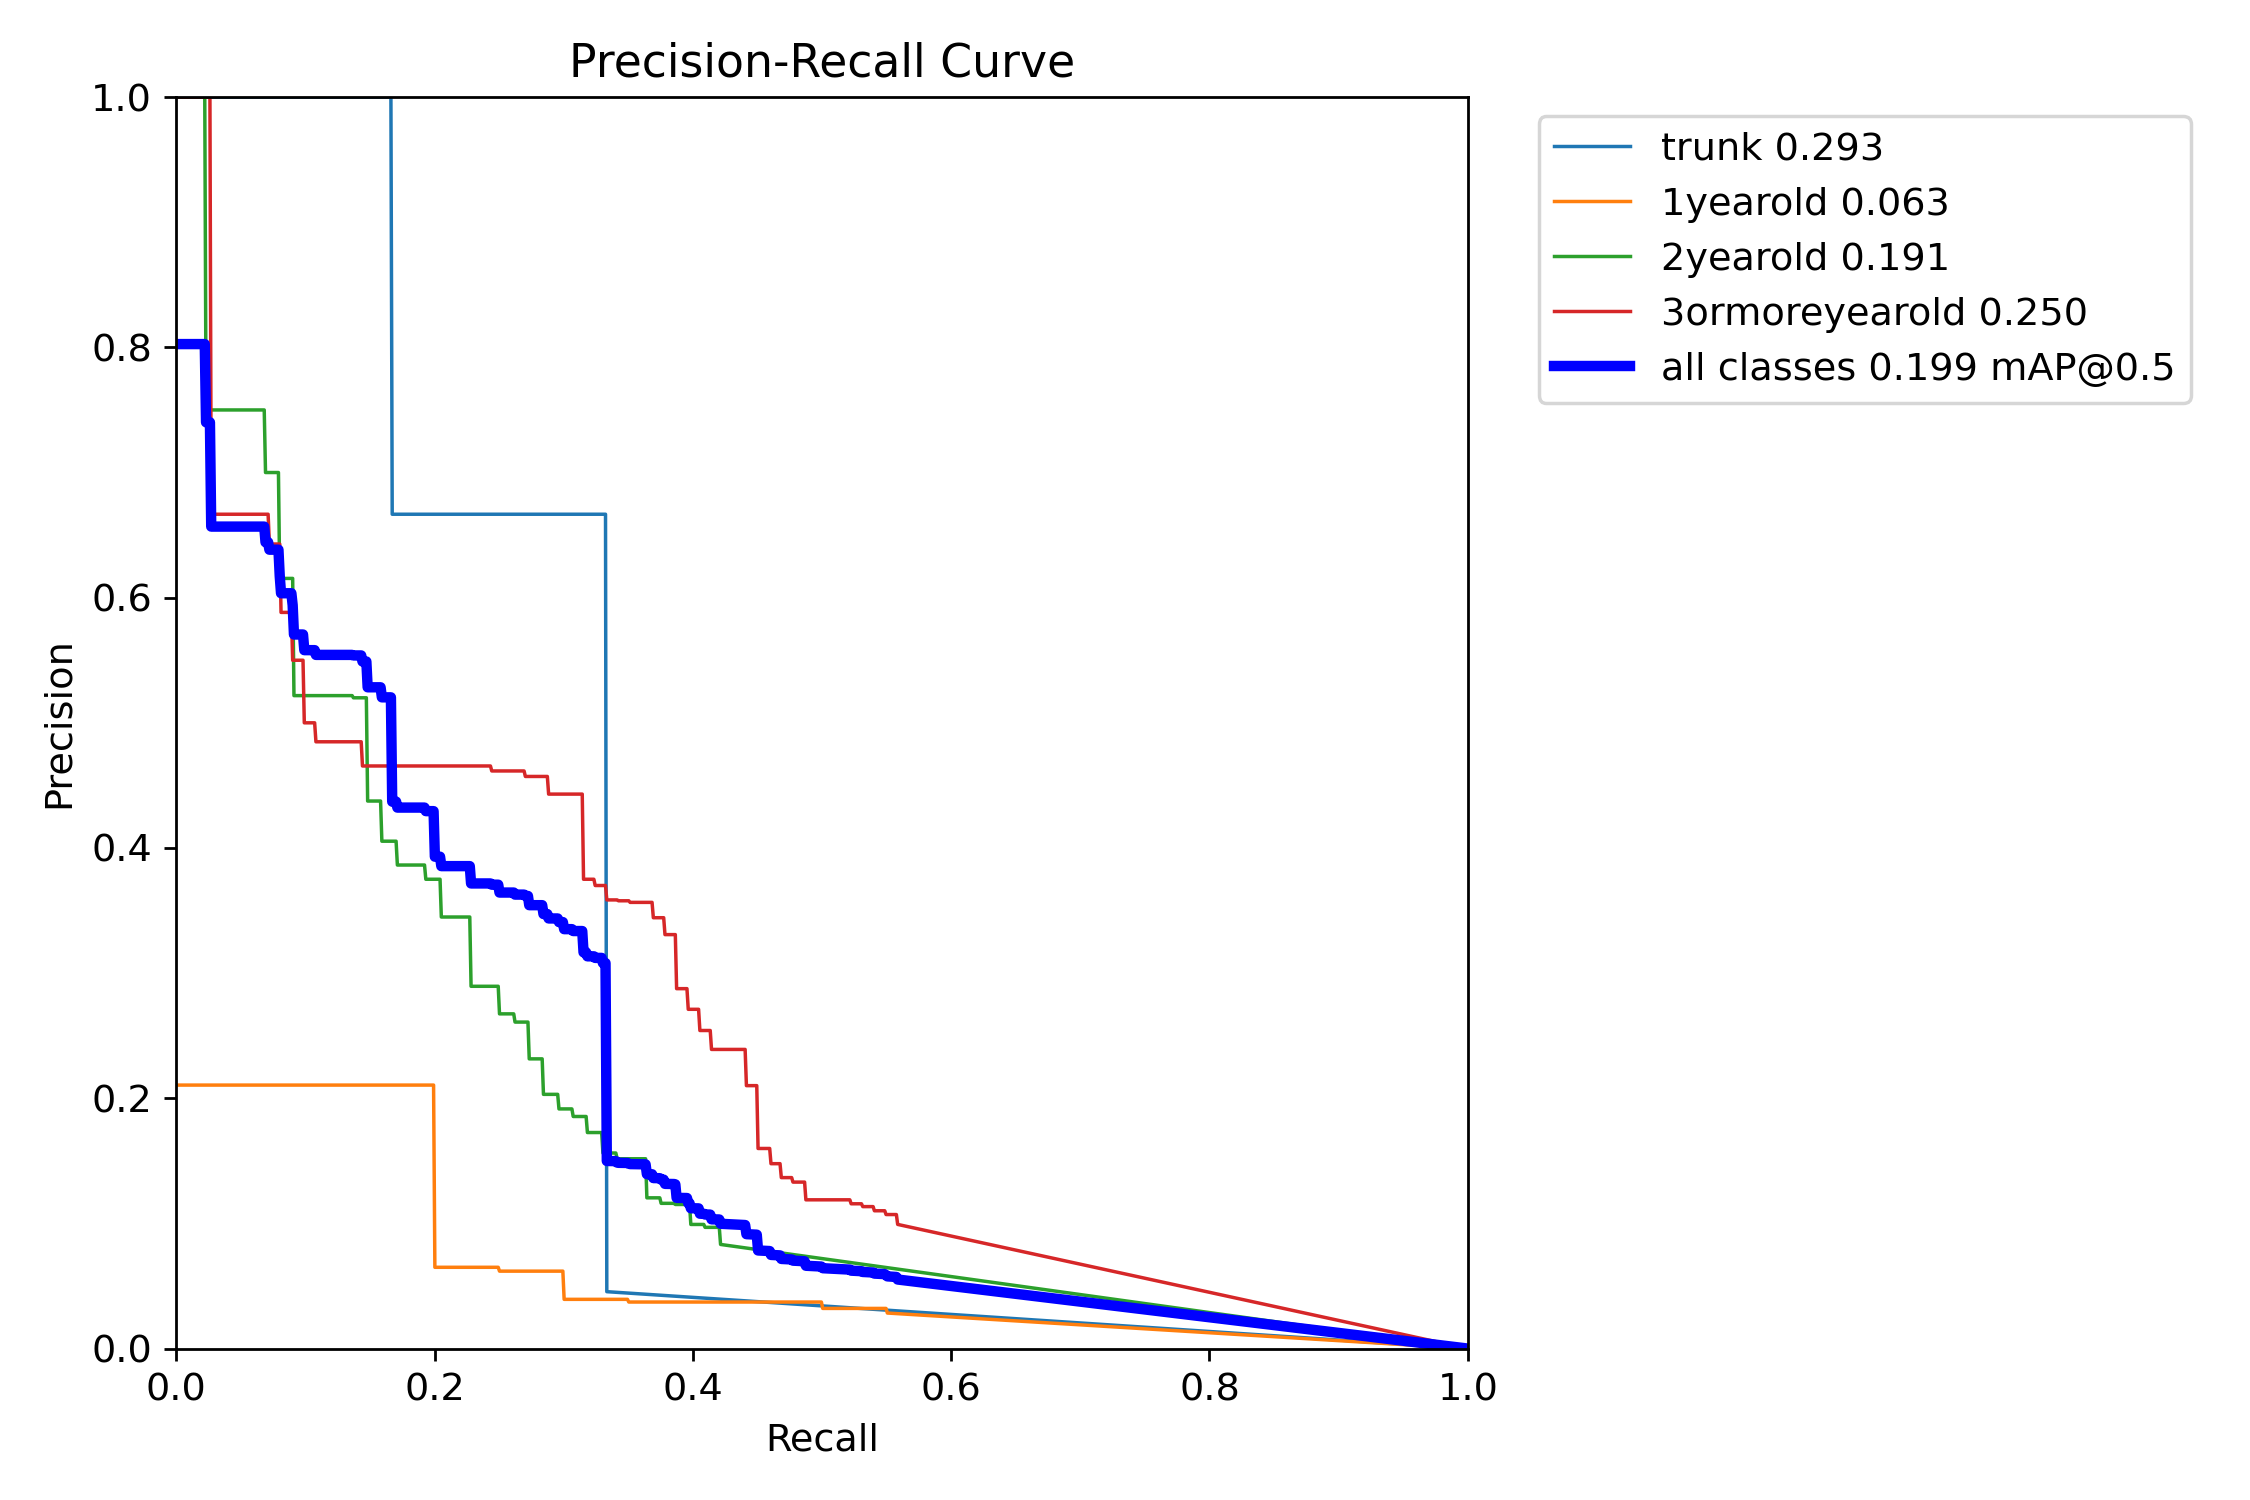 Precision-Recall Curve
1.0
0.8
0.6
0.4
0.2
0.0
Precision
0.0 0.2 0.4 0.6 0.8 1.0
Recall
trunk 0.293
1yearold 0.063
2yearold 0.191
3ormoreyearold 0.250
all classes 0.199 mAP@0.5